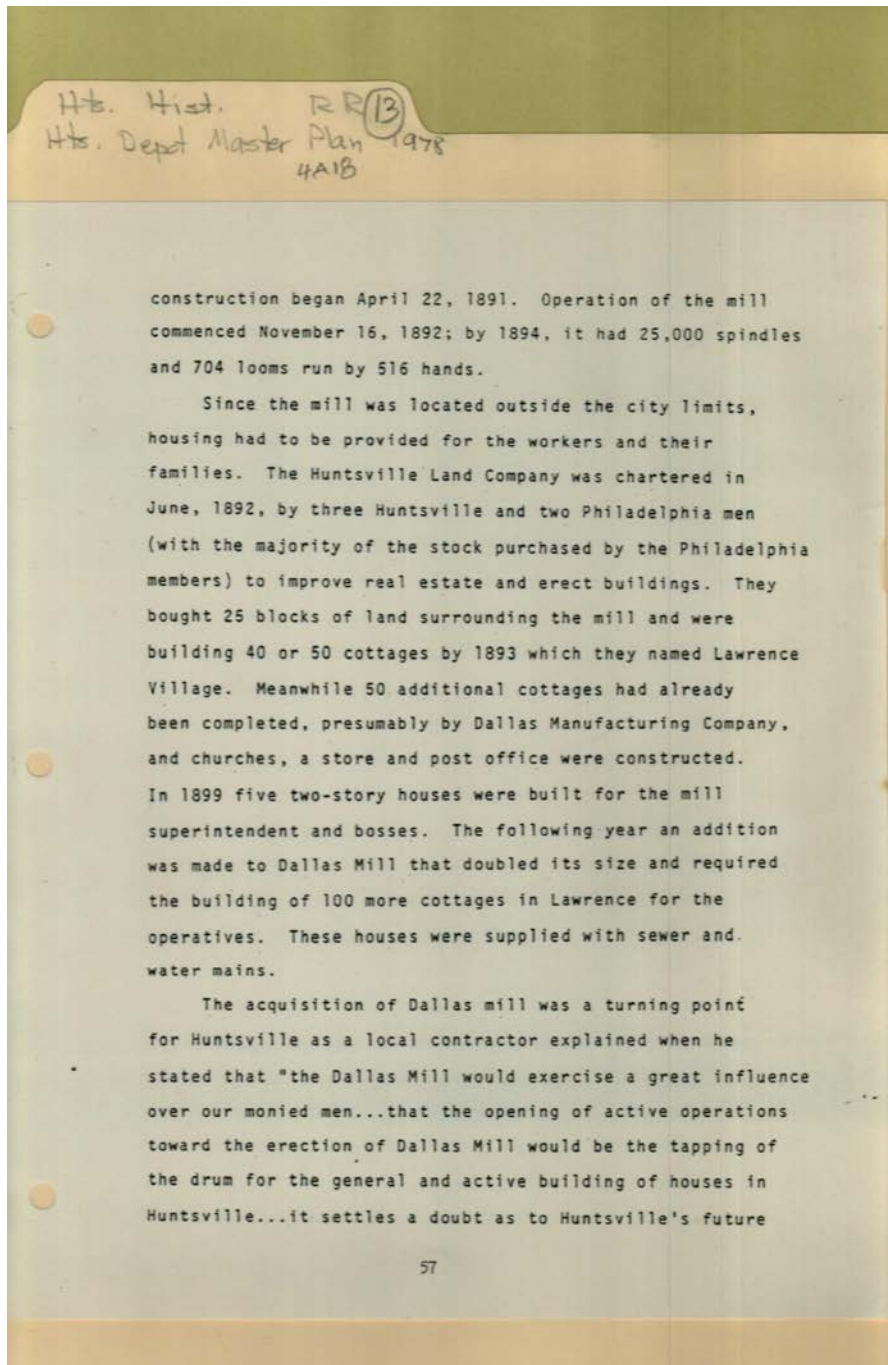 Hts. Hist. RR 13
Hts. Depot Master Plan 1978
4A1B
construction began April 22, 1891. Operation of the mill
commenced November 16, 1892; by 1894, it had 25,000 spindles
and 704 looms run by 516 hands.
Since the mill was located outside the city limits,
housing had to be provided for the workers and their
families. The Huntsville Land Company was chartered in
June, 1892, by three Huntsville and two Philadelphia men
(with the majority of the stock purchased by the Philadelphia
members) to improve real estate and erect buildings. They
bought 25 blocks of land surrounding the mill and were
building 40 or 50 cottages by 1893 which they named Lawrence
Village. Meanwhile 50 additional cottages had already
been completed, presumably by Dallas Manufacturing Company,
and churches, a store and post office were constructed.
In 1899 five two-story houses were built for the mill
superintendent and bosses. The following year an addition
was made to Dallas Mill that doubled its size and required
the building of 100 more cottages in Lawrence for the
operatives. These houses were supplied with sewer and
water mains.
The acquisition of Dallas mill was a turning point
for Huntsville as a local contractor explained when he
stated that "the Dallas Mill would exercise a great influence
over our monied men...that the opening of active operations
toward the erection of Dallas Mill would be the tapping of
the drum for the general and active building of houses in
Huntsville...it settles a doubt as to Huntsville's future
57